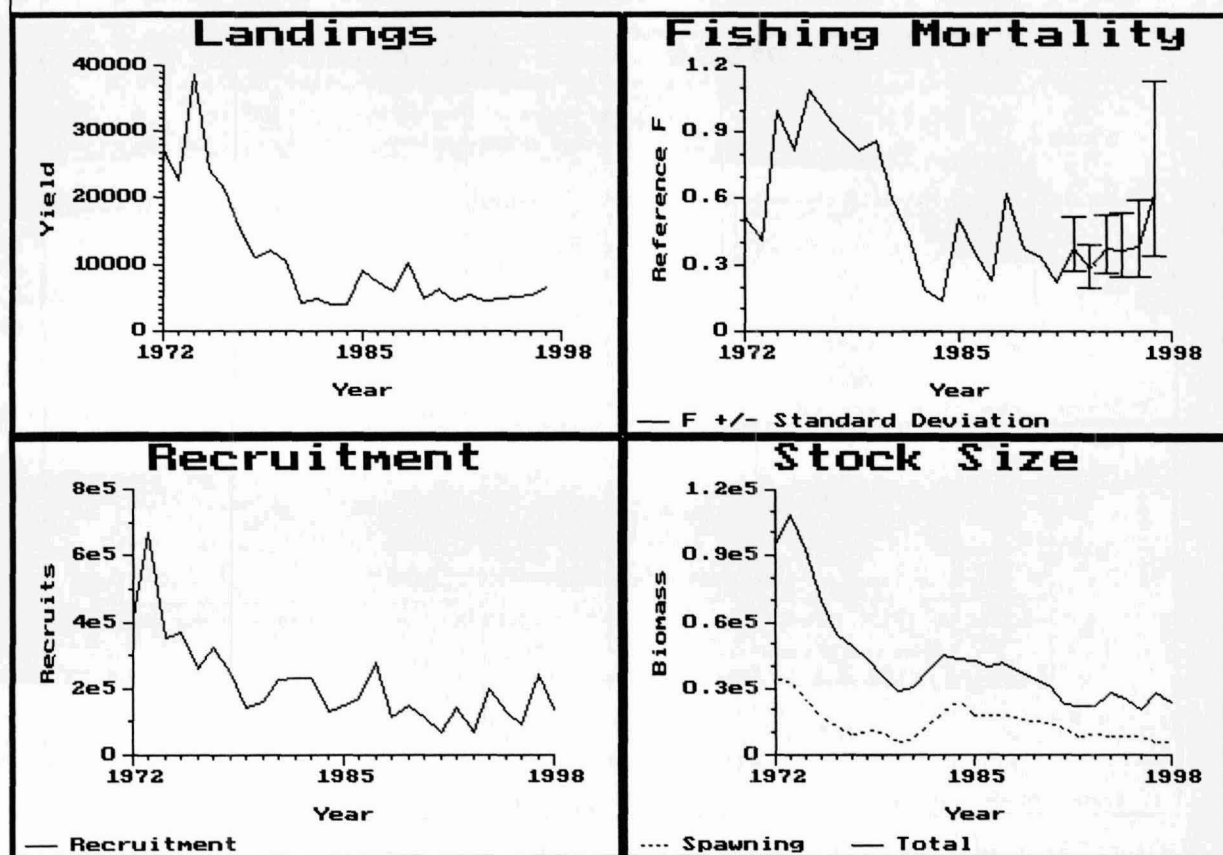 Landings
40000
30000
20000
10000
0
Yield
1972 1985 1998
Year
Fishing Mortality
1.2
0.9
0.6
0.3
0
Reference F
1972 1985 1998
Year
— F +/- Standard Deviation
Recruitment
8e5
6e5
4e5
2e5
0
Recruits
1972 1985 1998
Year
— Recruitment
Stock Size
1.2e5
0.9e5
0.6e5
0.3e5
0
Biomass
1972 1985 1998
Year
---- Spawning — Total